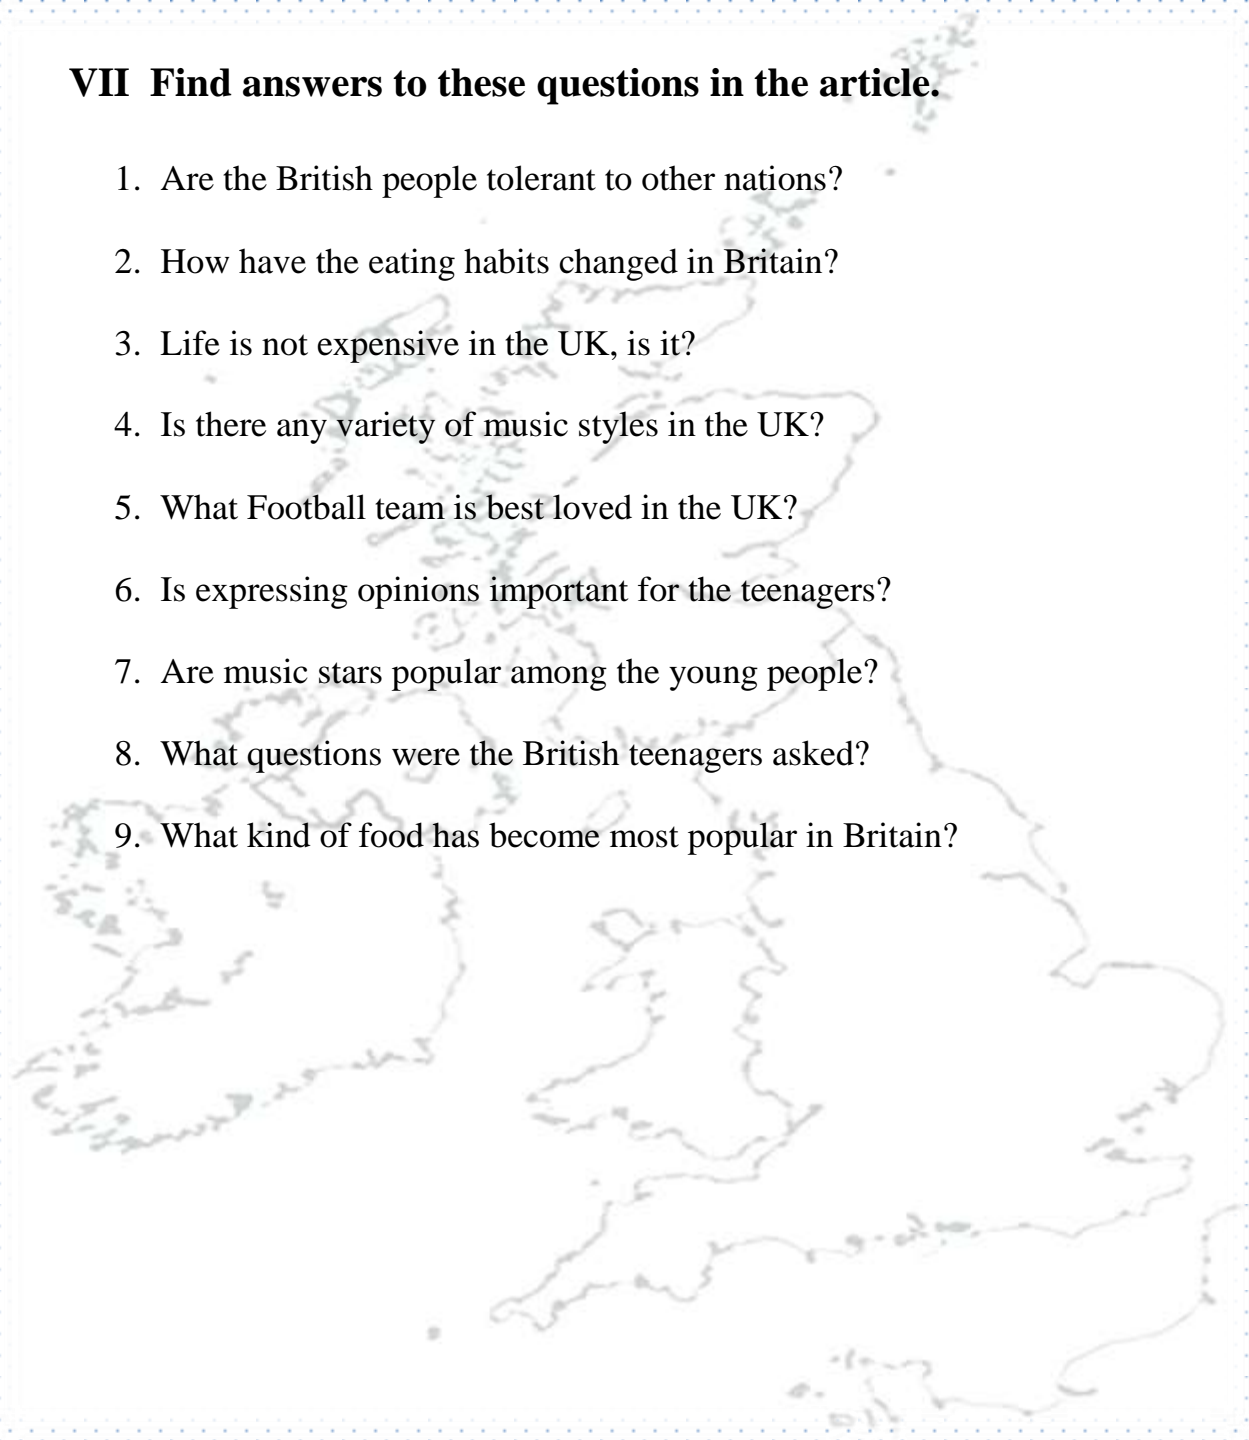 VII Find answers to these questions in the article.
1. Are the British people tolerant to other nations?
2. How have the eating habits changed in Britain?
3. Life is not expensive in the UK, is it?
4. Is there any variety of music styles in the UK?
5. What Football team is best loved in the UK?
6. Is expressing opinions important for the teenagers?
7. Are music stars popular among the young people?
8. What questions were the British teenagers asked?
9. What kind of food has become most popular in Britain?